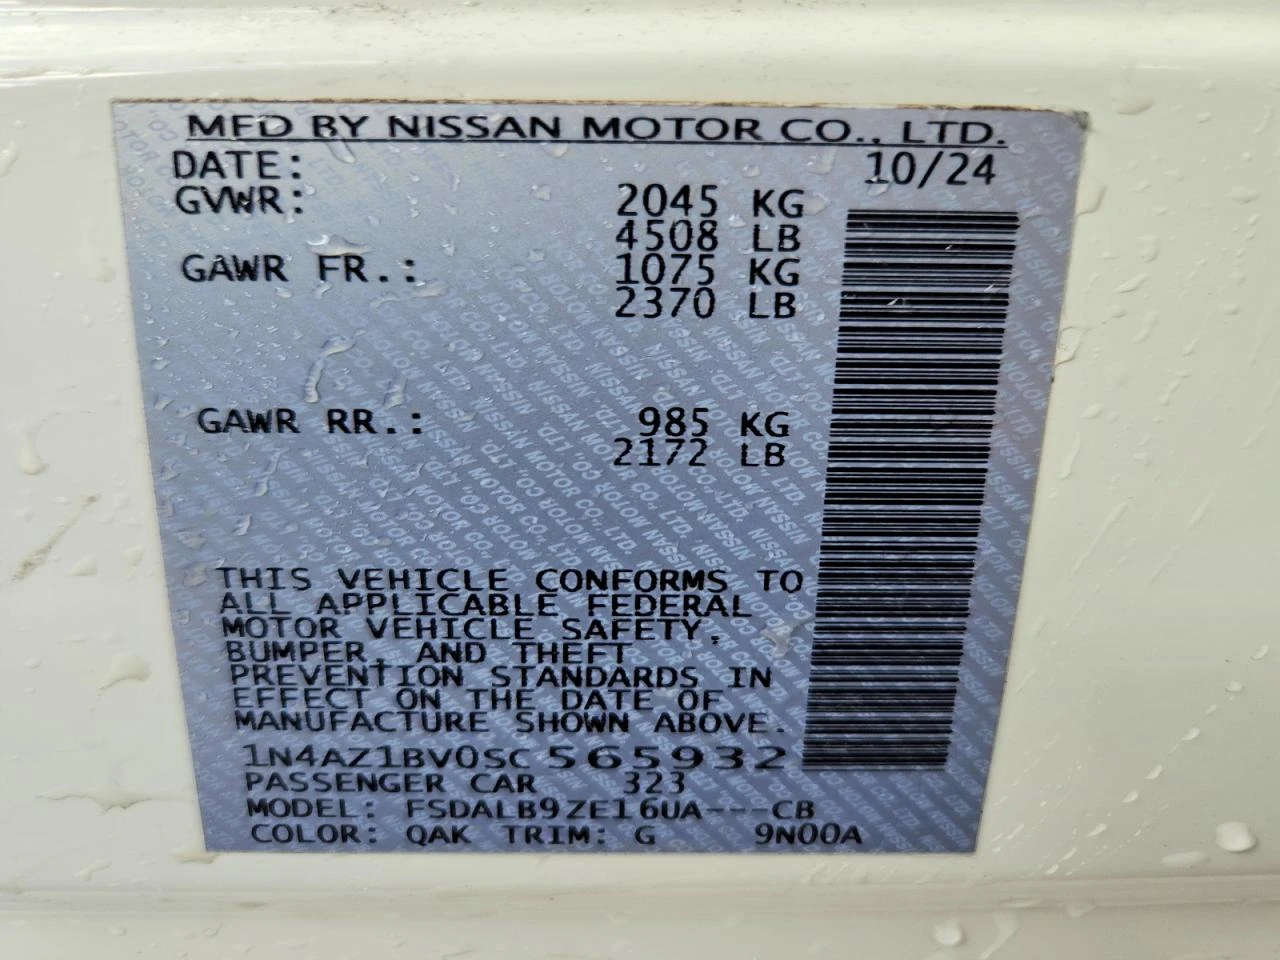 MFD BY NISSAN MOTOR CO., LTD.
DATE: 10/24
GVWR: 2045 KG
4508 LB
GAWR FR.: 1075 KG
2370 LB
GAWR RR.: 985 KG
2172 LB
THIS VEHICLE CONFORMS TO
ALL APPLICABLE FEDERAL
MOTOR VEHICLE SAFETY,
BUMPER, AND THEFT
PREVENTION STANDARDS IN
EFFECT ON THE DATE OF
MANUFACTURE SHOWN ABOVE.
1N4AZ1BV0SC565932
PASSENGER CAR 323
MODEL: FSDALB9ZE16UA---CB
COLOR: QAK TRIM: G 9N00A